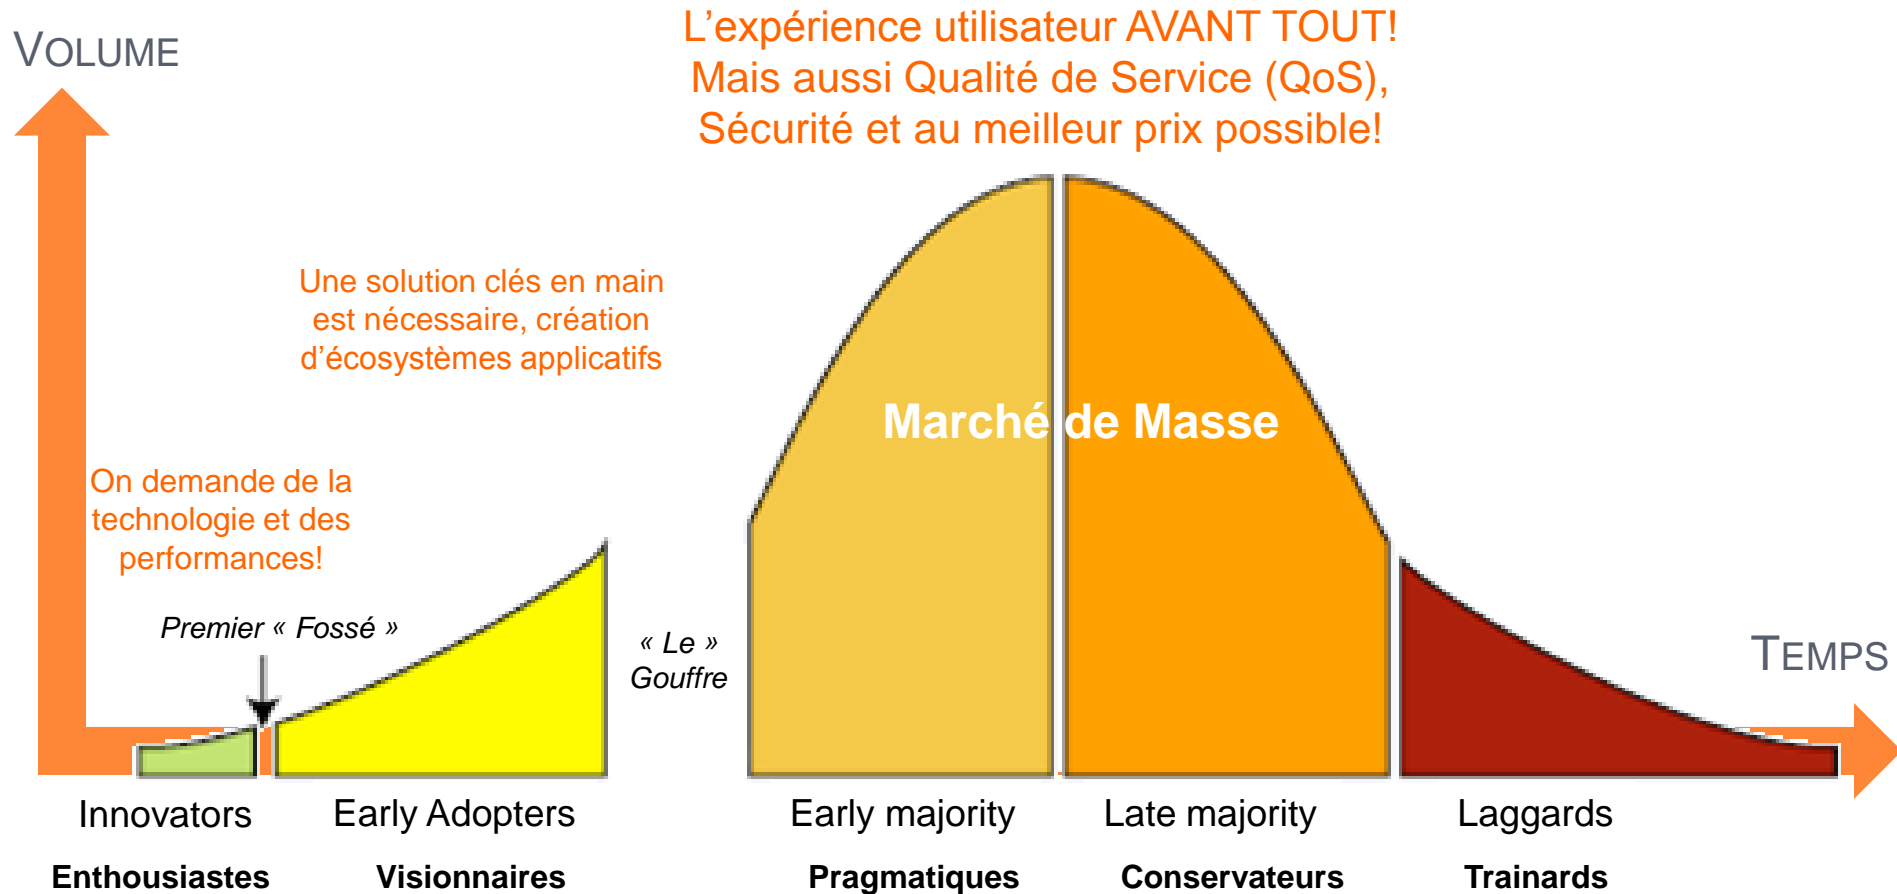 L’expérience utilisateur AVANT TOUT!
Mais aussi Qualité de Service (QoS),
Sécurité et au meilleur prix possible!
VOLUME
Une solution clés en main
est nécessaire, création
d’écosystèmes applicatifs
Marché de Masse
On demande de la
technologie et des
performances!
Premier « Fossé »
« Le »
Gouffre
TEMPS
Innovators
Early Adopters
Early majority
Late majority
Laggards
Enthousiastes
Visionnaires
Pragmatiques
Conservateurs
Trainards